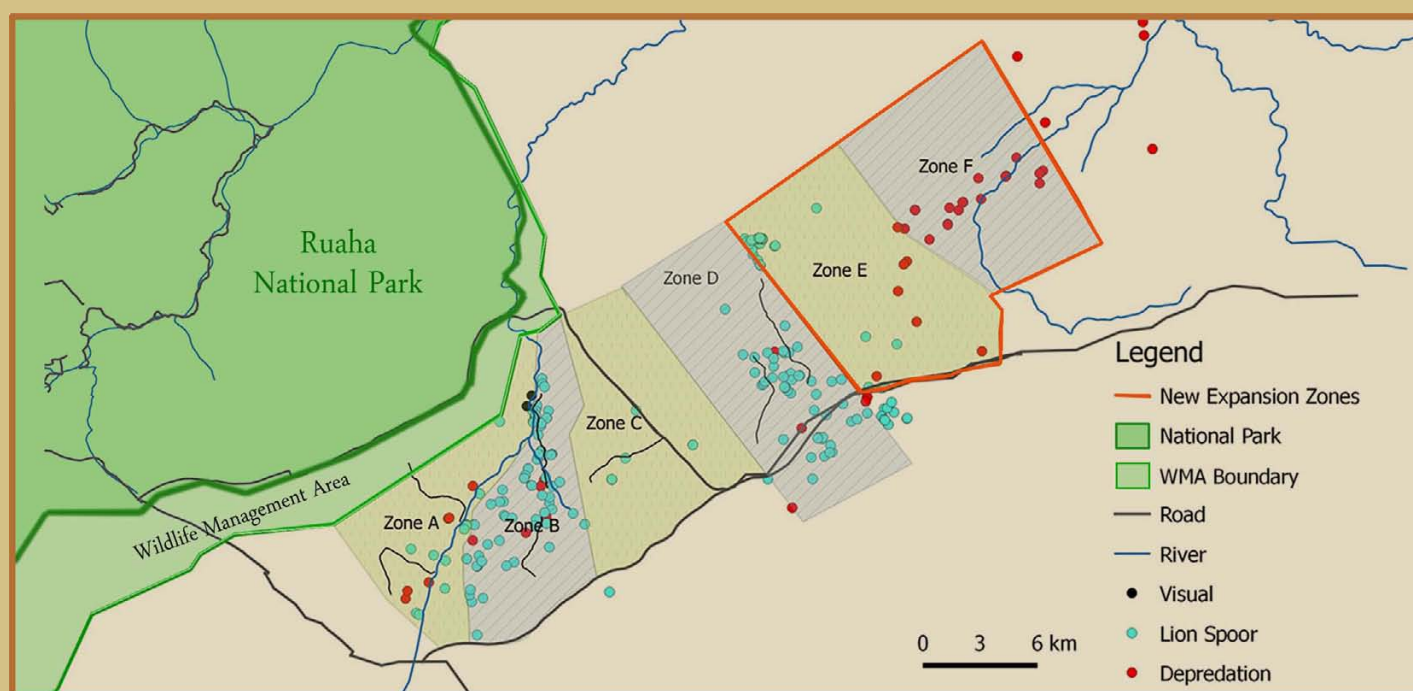 Ruaha
National Park
Wildlife Management Area
Zone A
Zone B
Zone C
Zone D
Zone E
Zone F
Legend
New Expansion Zones
National Park
WMA Boundary
Road
River
Visual
Lion Spoor
Depredation
0 3 6 km